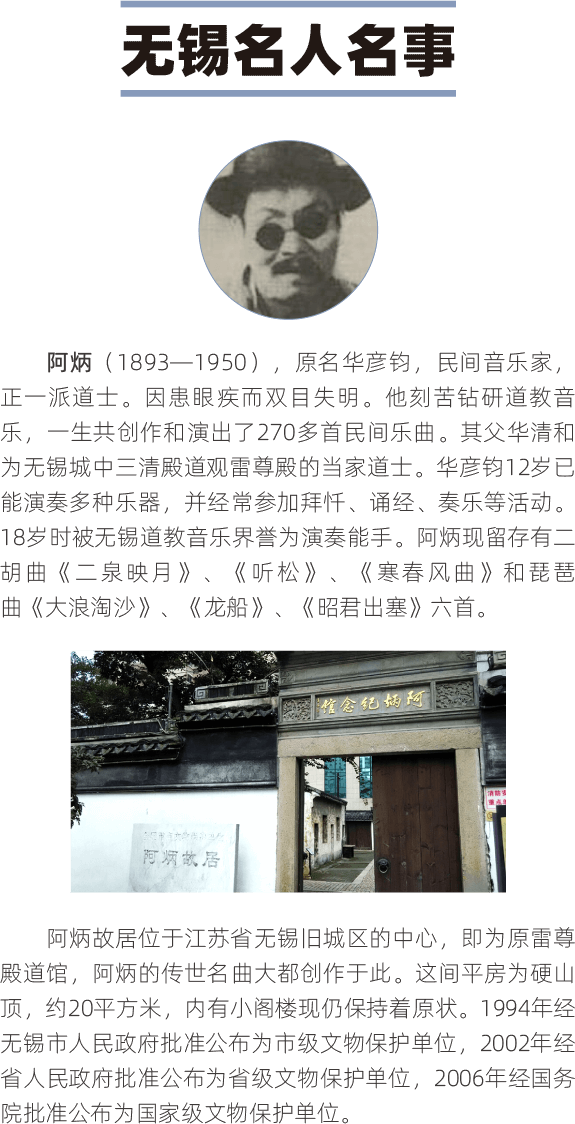 无锡名人名事
阿炳（1893—1950），原名华彦钧，民间音乐家，
正一派道士。因患眼疾而双目失明。他刻苦钻研道教音
乐，一生共创作和演出了270多首民间乐曲。其父华清和
为无锡城中三清殿道观雷尊殿的当家道士。华彦钧12岁已
能演奏多种乐器，并经常参加拜忏、诵经、奏乐等活动。
18岁时被无锡道教音乐界誉为演奏能手。阿炳现留存有二
胡曲《二泉映月》、《听松》、《寒春风曲》和琵琶
曲《大浪淘沙》、《龙船》、《昭君出塞》六首。
阿炳纪念馆
阿炳故居
消防安
重点单
阿炳故居位于江苏省无锡旧城区的中心，即为原雷尊
殿道馆，阿炳的传世名曲大都创作于此。这间平房为硬山
顶，约20平方米，内有小阁楼现仍保持着原状。1994年经
无锡市人民政府批准公布为市级文物保护单位，2002年经
省人民政府批准公布为省级文物保护单位，2006年经国务
院批准公布为国家级文物保护单位。